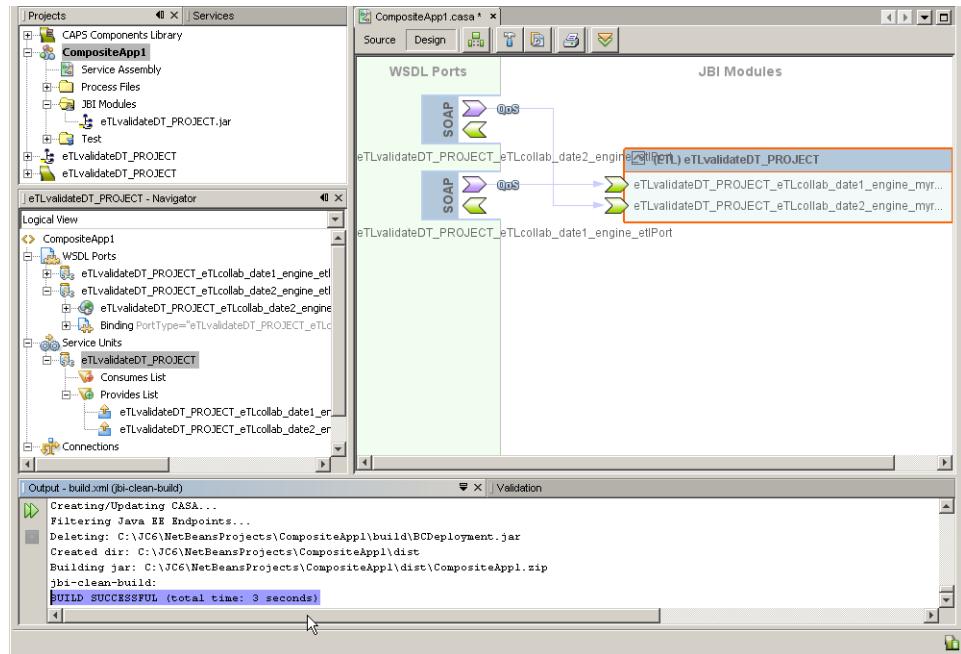 Projects
Services
CAPS Components Library
CompositeApp1
Service Assembly
Process Files
JBI Modules
eTLvalidateDT_PROJECT.jar
Test
eTLvalidateDT_PROJECT
eTLvalidateDT_PROJECT
eTLvalidateDT_PROJECT - Navigator
Logical View
CompositeApp1
WSDL Ports
eTLvalidateDT_PROJECT_eTLcollab_date1_engine_etl
eTLvalidateDT_PROJECT_eTLcollab_date2_engine_etl
eTLvalidateDT_PROJECT_eTLcollab_date2_engine
Binding PortType="eTLvalidateDT_PROJECT_eTLc
Service Units
eTLvalidateDT_PROJECT
Consumes List
Provides List
eTLvalidateDT_PROJECT_eTLcollab_date1_er
eTLvalidateDT_PROJECT_eTLcollab_date2_er
Connections
CompositeApp1.casa *
Source Design
WSDL Ports JBI Modules
SOAP QoS
eTLvalidateDT_PROJECT_eTLcollab_date2_engine_etlPort
(ETL) eTLvalidateDT_PROJECT
SOAP QoS
eTLvalidateDT_PROJECT_eTLcollab_date1_engine_myr...
eTLvalidateDT_PROJECT_eTLcollab_date2_engine_myr...
eTLvalidateDT_PROJECT_eTLcollab_date1_engine_etlPort
Output - build.xml (jbi-clean-build)
Validation
Creating/Updating CASA...
Filtering Java EE Endpoints...
Deleting: C:\JC6\NetBeansProjects\CompositeApp1\build\BCDeployment.jar
Created dir: C:\JC6\NetBeansProjects\CompositeApp1\dist
Building jar: C:\JC6\NetBeansProjects\CompositeApp1\dist\CompositeApp1.zip
jbi-clean-build:
BUILD SUCCESSFUL (total time: 3 seconds)